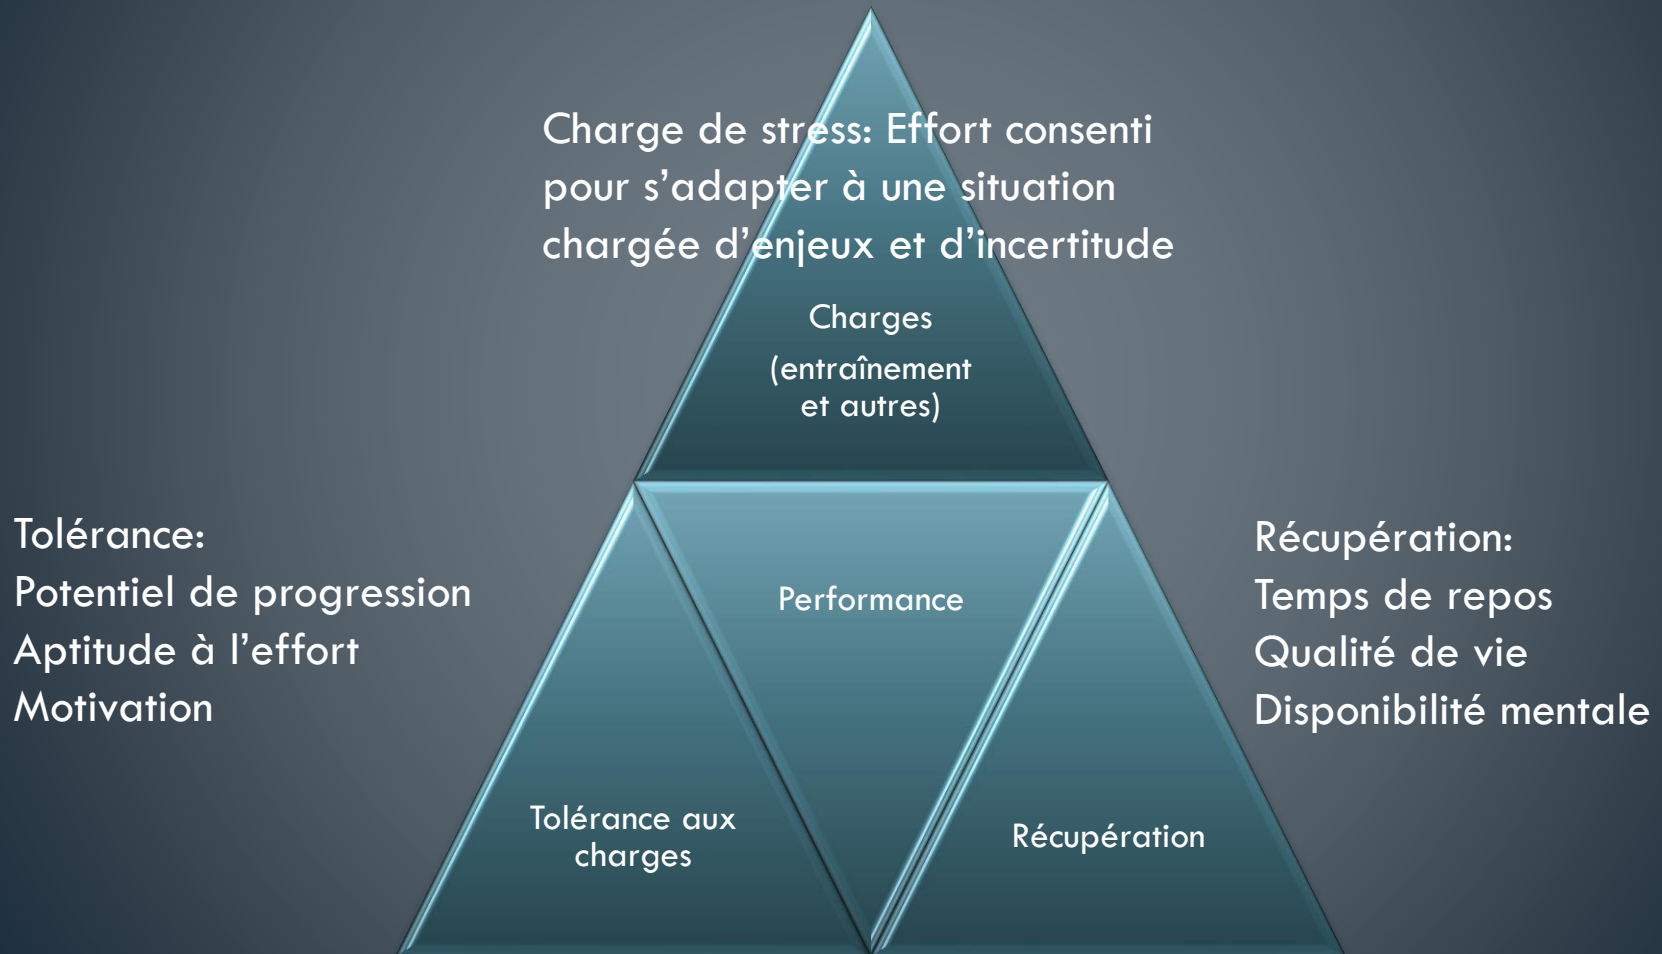 Charge de stress: Effort consenti
pour s’adapter à une situation
chargée d’enjeux et d’incertitude
Charges
(entraînement
et autres)
Tolérance:
Potentiel de progression
Aptitude à l’effort
Motivation
Performance
Récupération:
Temps de repos
Qualité de vie
Disponibilité mentale
Tolérance aux
charges
Récupération